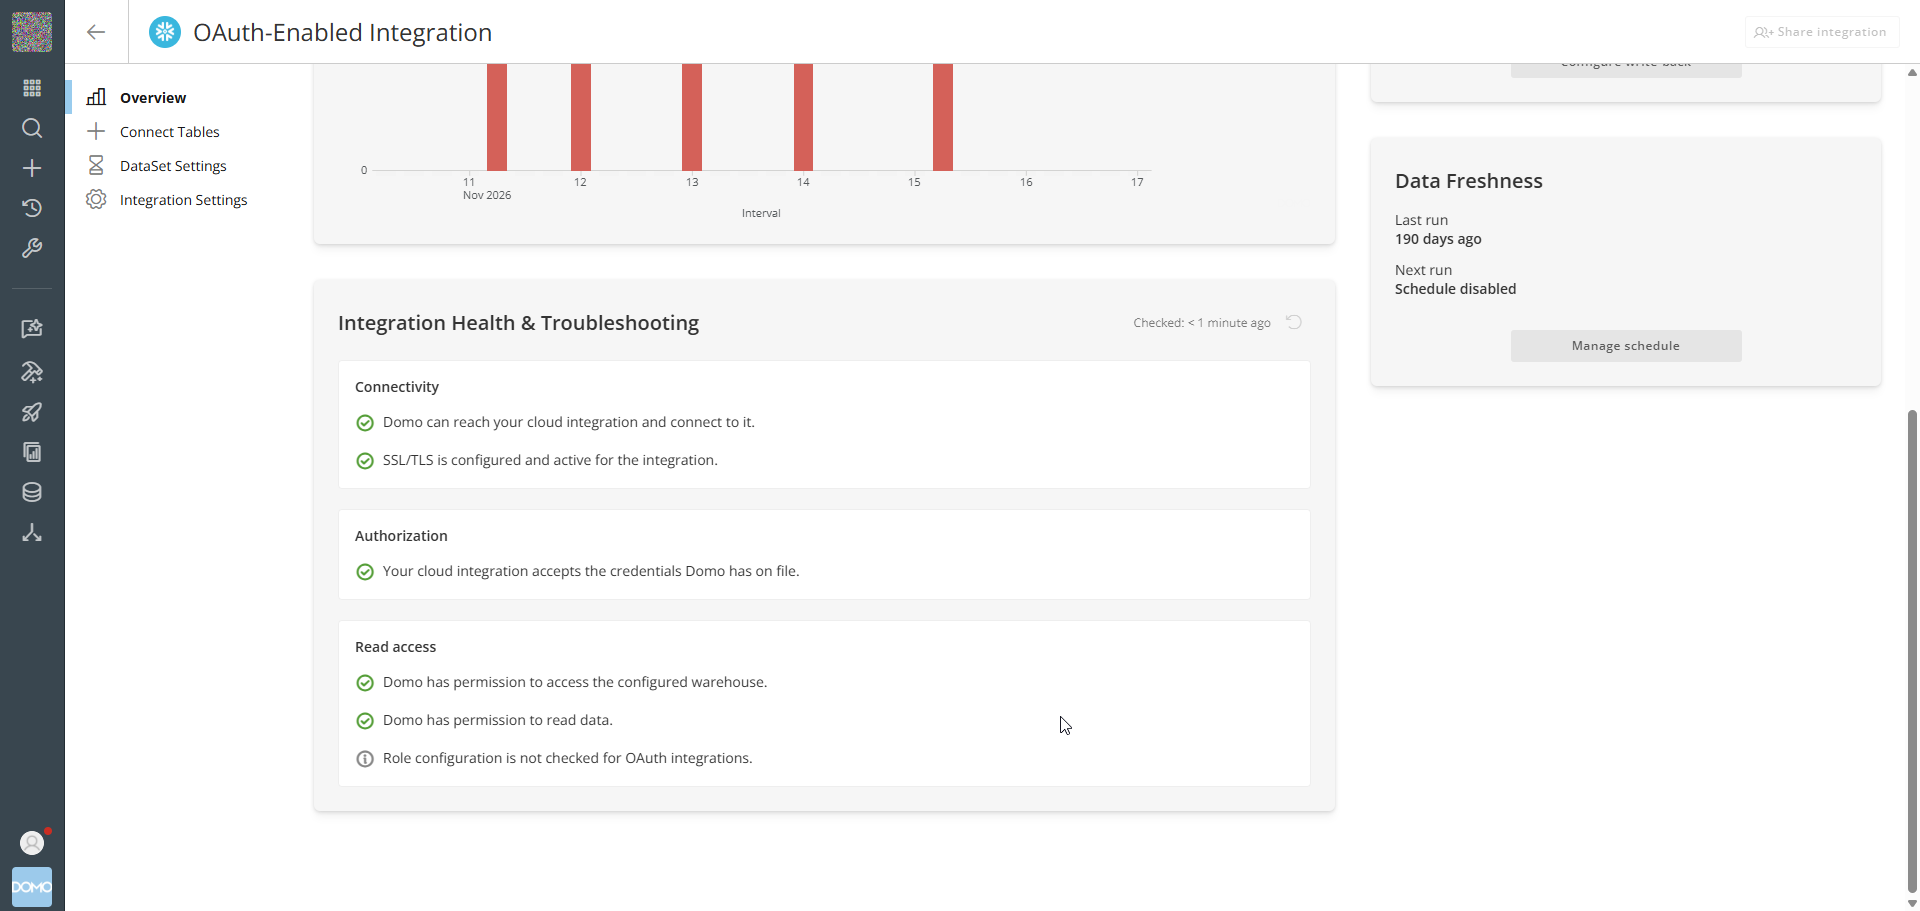 OAuth-Enabled Integration
Share integration
Overview
Connect Tables
DataSet Settings
Integration Settings
0
11
12
13
14
15
16
17
Nov 2026
Interval
Configure write-back
Data Freshness
Last run
190 days ago
Next run
Schedule disabled
Manage schedule
Integration Health & Troubleshooting
Checked: < 1 minute ago
Connectivity
Domo can reach your cloud integration and connect to it.
SSL/TLS is configured and active for the integration.
Authorization
Your cloud integration accepts the credentials Domo has on file.
Read access
Domo has permission to access the configured warehouse.
Domo has permission to read data.
Role configuration is not checked for OAuth integrations.
DOMO